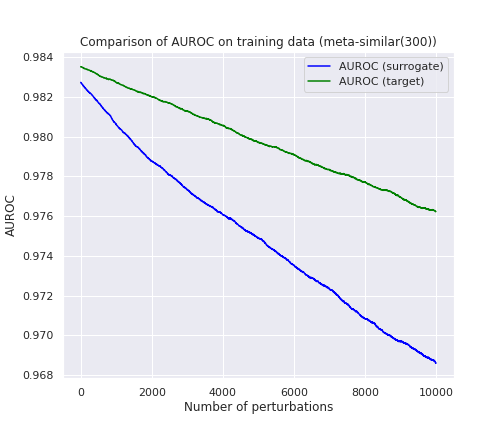 Comparison of AUROC on training data (meta-similar(300))
AUROC (surrogate)
AUROC (target)
0.984
0.982
0.980
0.978
0.976
0.974
0.972
0.970
0.968
AUROC
0 2000 4000 6000 8000 10000
Number of perturbations